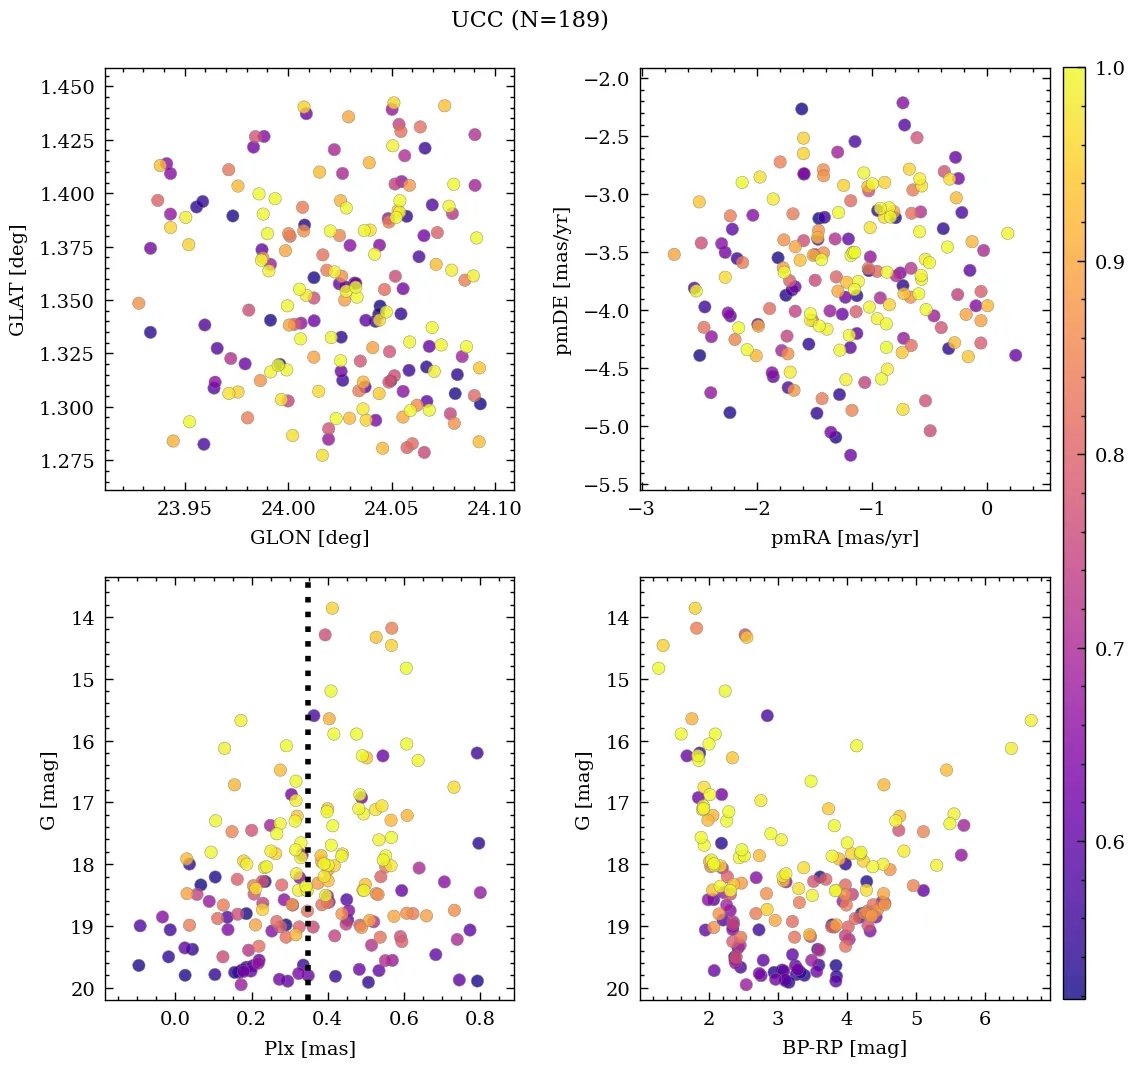 UCC (N=189)
1.450
1.425
1.400
1.375
1.350
1.325
1.300
1.275
GLAT [deg]
23.95 24.00 24.05 24.10
GLON [deg]
−2.0
−2.5
−3.0
−3.5
−4.0
−4.5
−5.0
−5.5
pmDE [mas/yr]
−3 −2 −1 0
pmRA [mas/yr]
1.0
0.9
0.8
0.7
0.6
14
15
16
17
18
19
20
G [mag]
0.0 0.2 0.4 0.6 0.8
Plx [mas]
14
15
16
17
18
19
20
G [mag]
2 3 4 5 6
BP-RP [mag]